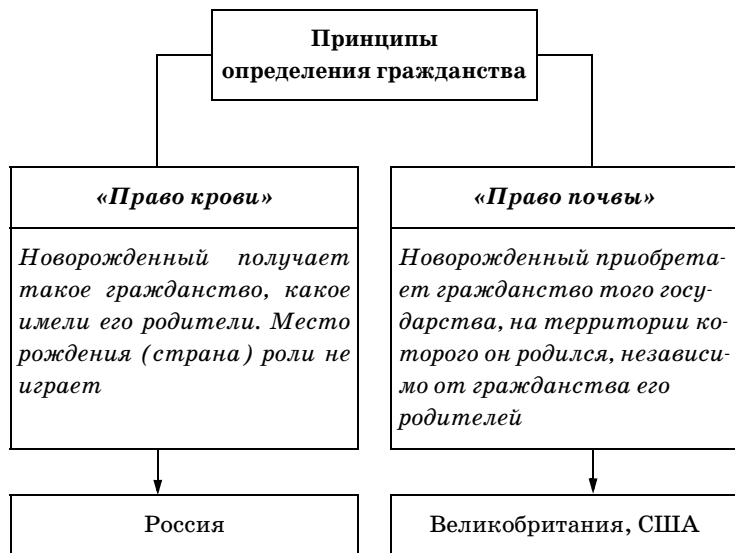 Принципы
определения гражданства
«Право крови»
Новорожденный получает
такое гражданство, какое
имели его родители. Место
рождения (страна) роли не
играет
Россия
«Право почвы»
Новорожденный приобрета-
ет гражданство того госу-
дарства, на территории ко-
торого он родился, независи-
мо от гражданства его
родителей
Великобритания, США